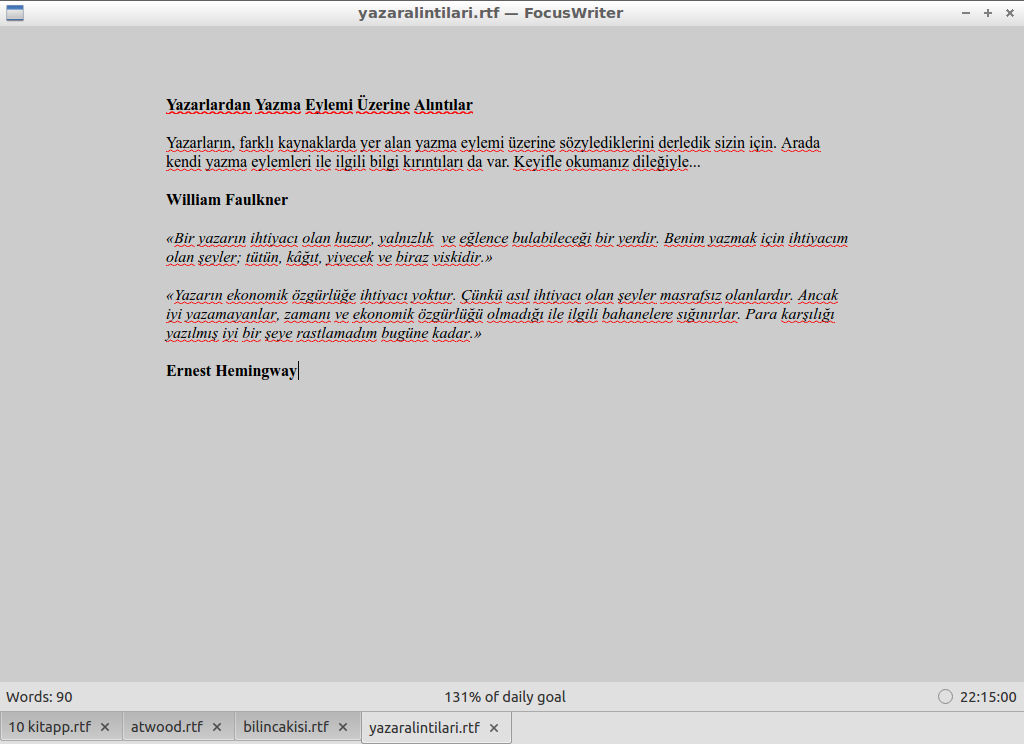 yazaralintilari.rtf — FocusWriter
Yazarlardan Yazma Eylemi Üzerine Alıntılar
Yazarların, farklı kaynaklarda yer alan yazma eylemi üzerine sözylediklerini derledik sizin için. Arada
kendi yazma eylemleri ile ilgili bilgi kırıntıları da var. Keyifle okumanız dileğiyle...
William Faulkner
«Bir yazarın ihtiyacı olan huzur, yalnızlık  ve eğlence bulabileceği bir yerdir. Benim yazmak için ihtiyacım
olan şeyler; tütün, kâğıt, yiyecek ve biraz viskidir.»
«Yazarın ekonomik özgürlüğe ihtiyacı yoktur. Çünkü asıl ihtiyacı olan şeyler masrafsız olanlardır. Ancak
iyi yazamayanlar, zamanı ve ekonomik özgürlüğü olmadığı ile ilgili bahanelere sığınırlar. Para karşılığı
yazılmış iyi bir şeye rastlamadım bugüne kadar.»
Ernest Hemingway
Words: 90
131% of daily goal
22:15:00
10 kitapp.rtf
atwood.rtf
bilincakisi.rtf
yazaralintilari.rtf